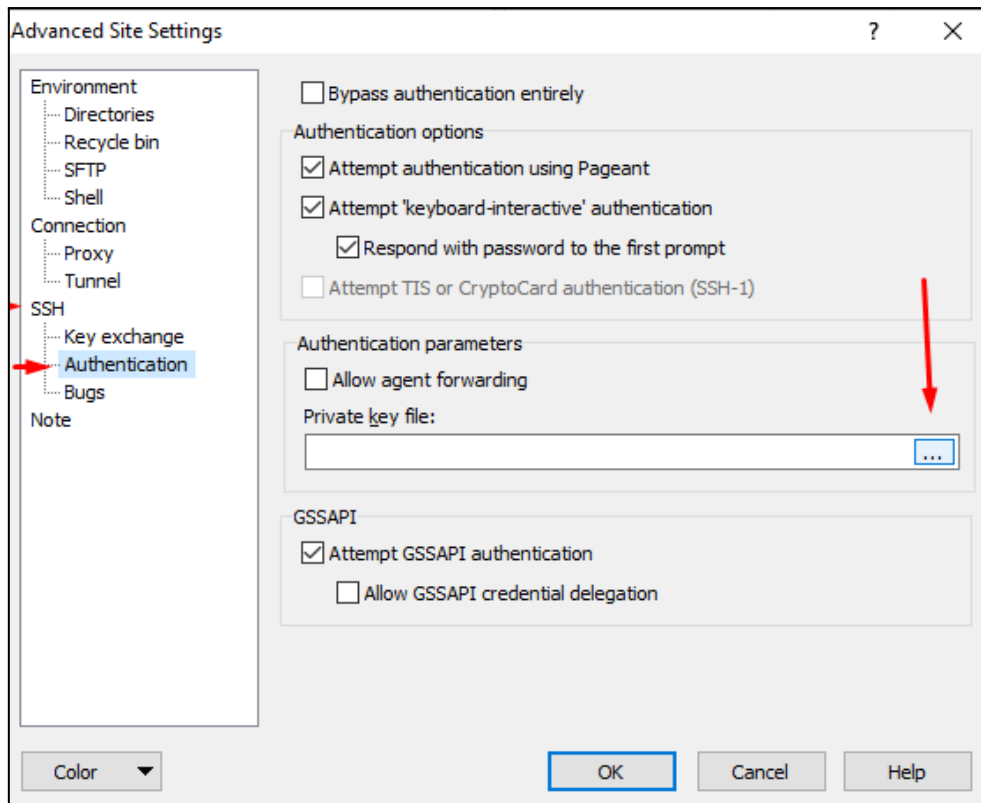 Advanced Site Settings
?
Environment
Directories
Recycle bin
SFTP
Shell
Connection
Proxy
Tunnel
SSH
Key exchange
Authentication
Bugs
Note
Bypass authentication entirely
Authentication options
Attempt authentication using Pageant
Attempt 'keyboard-interactive' authentication
Respond with password to the first prompt
Attempt TIS or CryptoCard authentication (SSH-1)
Authentication parameters
Allow agent forwarding
Private key file:
...
GSSAPI
Attempt GSSAPI authentication
Allow GSSAPI credential delegation
Color
OK
Cancel
Help